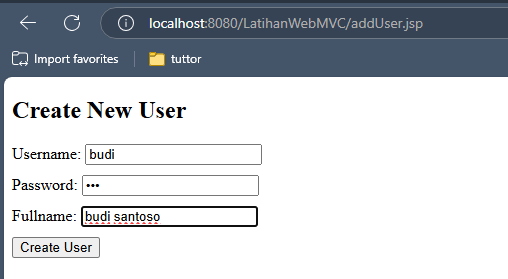 localhost:8080/LatihanWebMVC/addUser.jsp
Import favorites tuttor
Create New User
Username: budi
Password: •••
Fullname: budi santoso
Create User